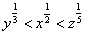 y^{1/3} < x^{1/2} < z^{1/5}